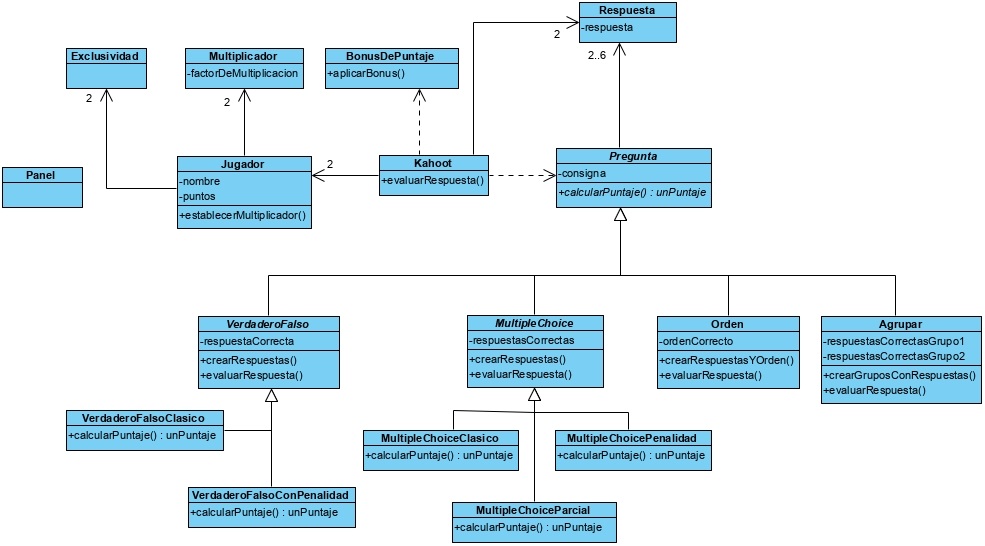 Respuesta
-respuesta
2
2..6
Exclusividad
2
Multiplicador
-factorDeMultiplicacion
2
BonusDePuntaje
+aplicarBonus()
Panel
Jugador
-nombre
-puntos
+establecerMultiplicador()
2
Kahoot
+evaluarRespuesta()
Pregunta
-consigna
+calcularPuntaje() : unPuntaje
VerdaderoFalso
-respuestaCorrecta
+crearRespuestas()
+evaluarRespuesta()
MultipleChoice
-respuestasCorrectas
+crearRespuestas()
+evaluarRespuesta()
Orden
-ordenCorrecto
+crearRespuestasYOrden()
+evaluarRespuesta()
Agrupar
-respuestasCorrectasGrupo1
-respuestasCorrectasGrupo2
+crearGruposConRespuestas()
+evaluarRespuesta()
VerdaderoFalsoClasico
+calcularPuntaje() : unPuntaje
MultipleChoiceClasico
+calcularPuntaje() : unPuntaje
MultipleChoicePenalidad
+calcularPuntaje() : unPuntaje
VerdaderoFalsoConPenalidad
+calcularPuntaje() : unPuntaje
MultipleChoiceParcial
+calcularPuntaje() : unPuntaje